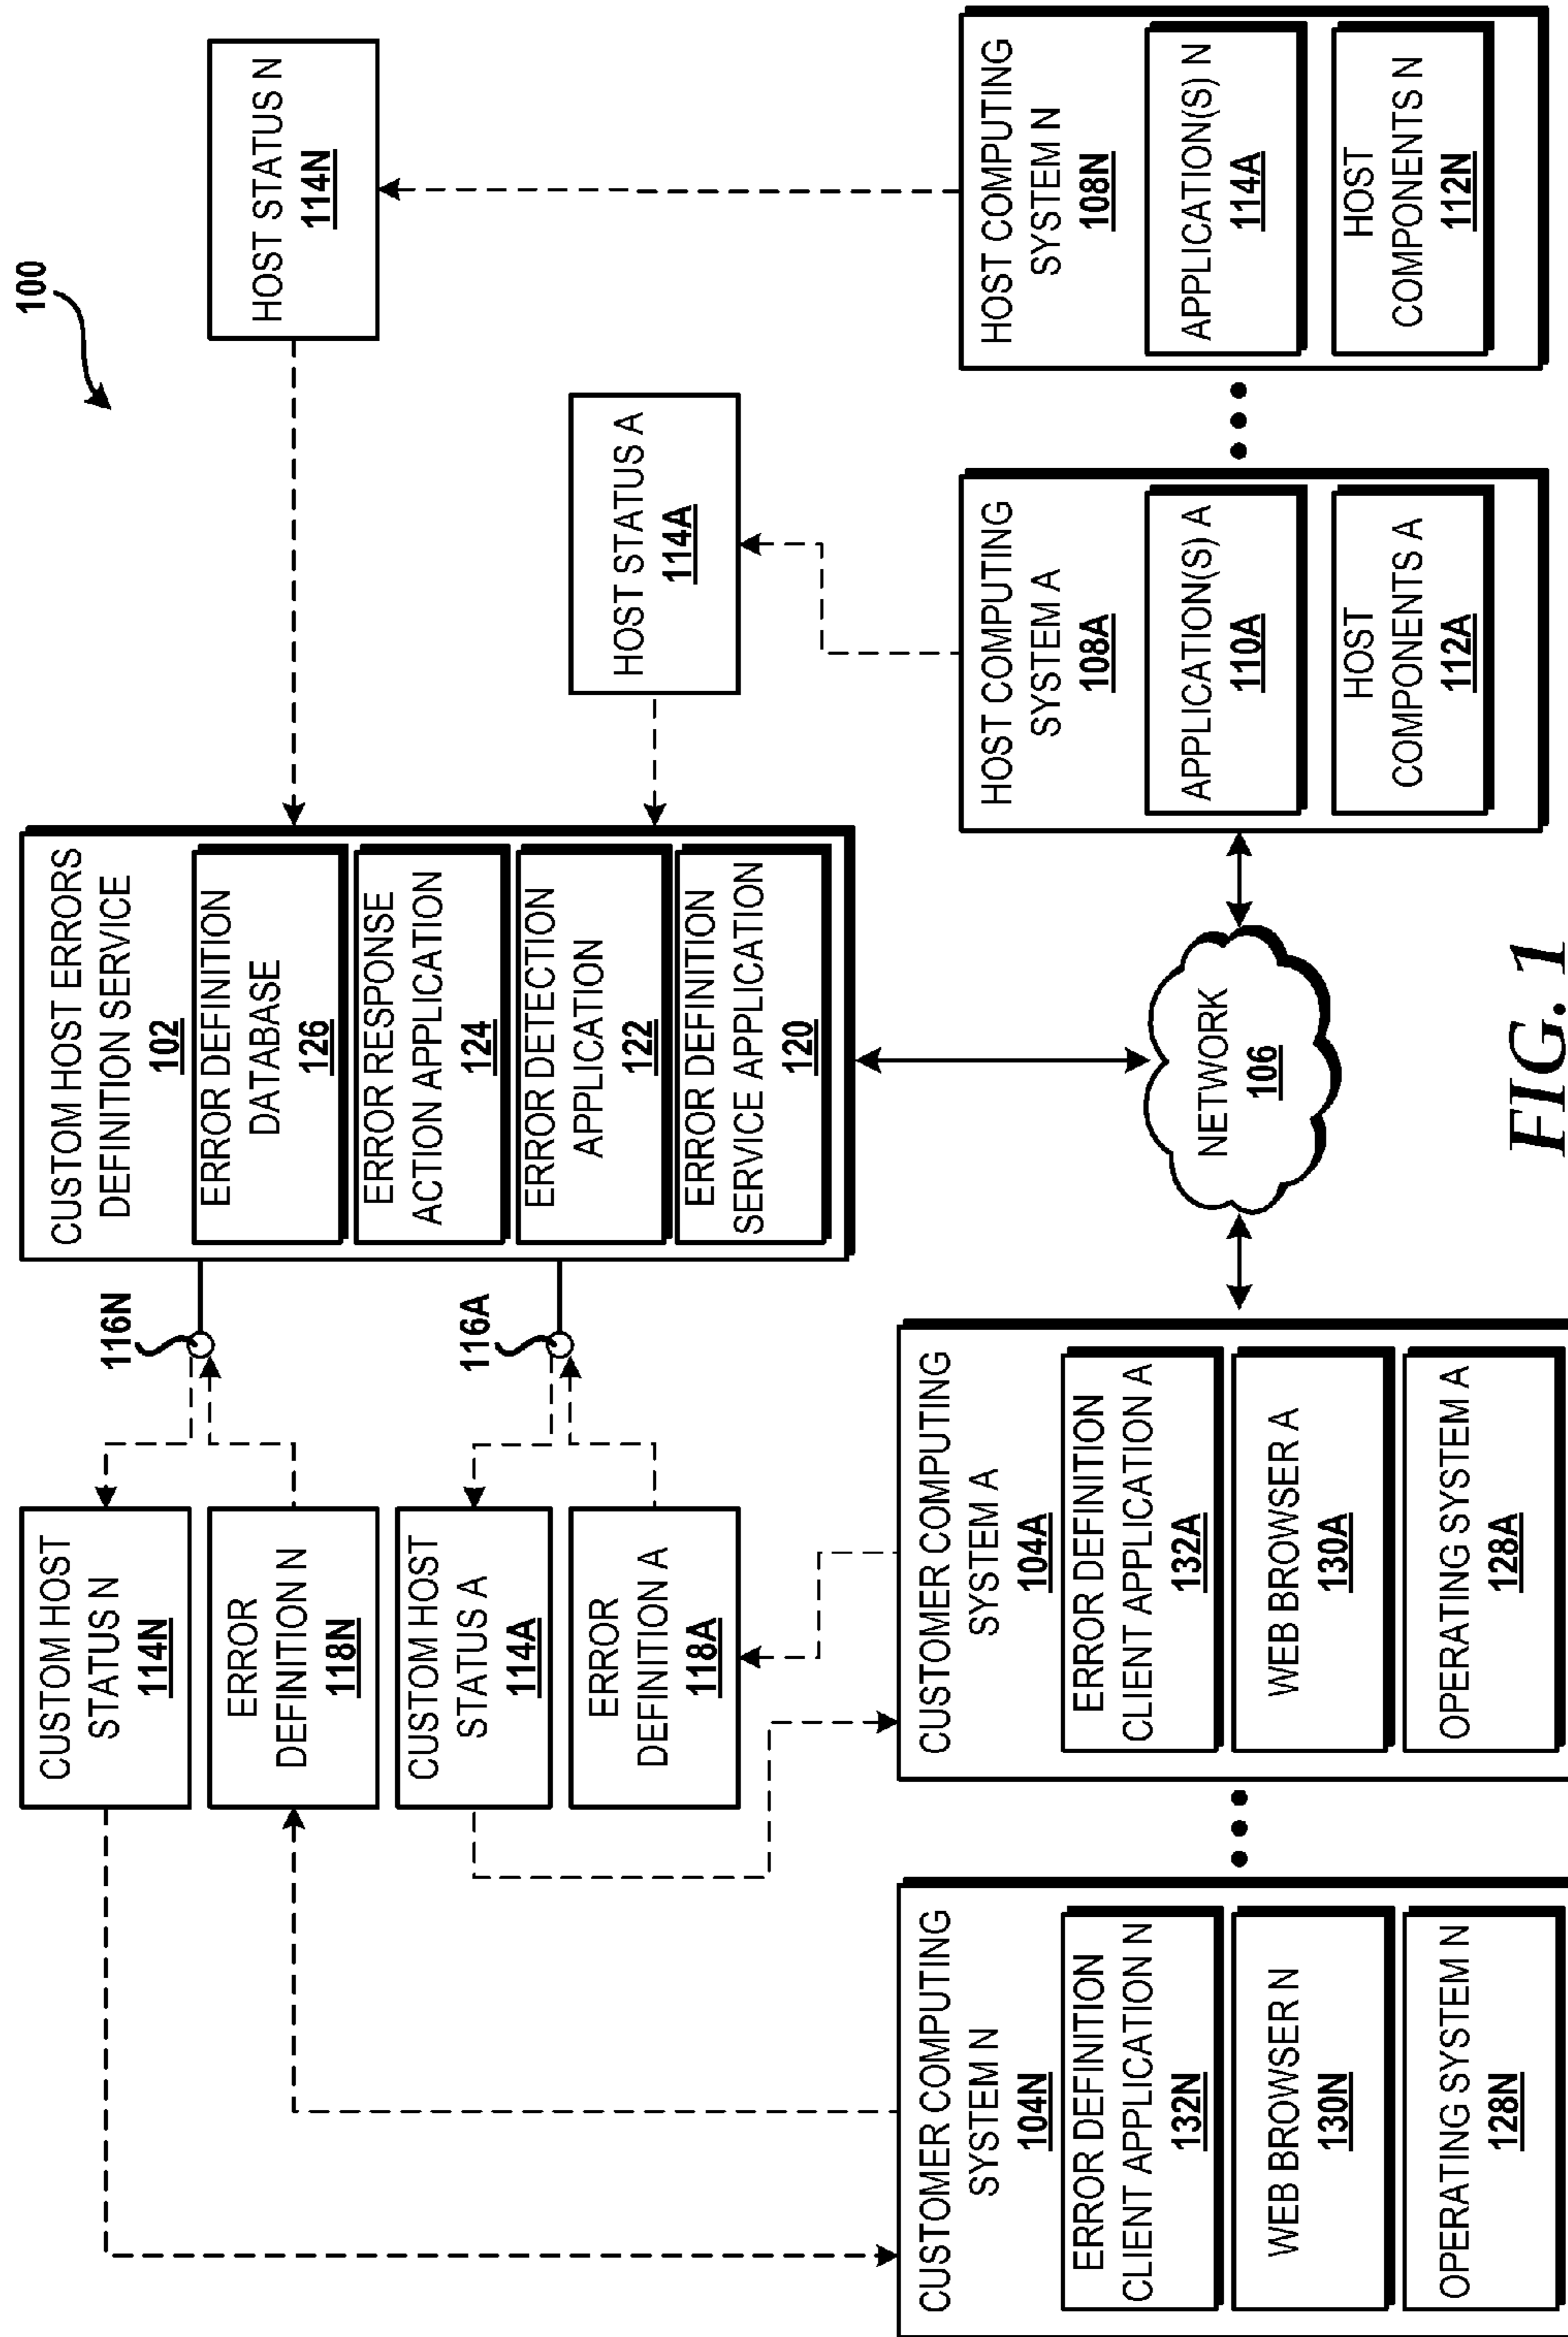 100
CUSTOM HOST
STATUS N
114N
ERROR
DEFINITION N
118N
CUSTOM HOST
STATUS A
114A
ERROR
DEFINITION A
118A
116N
116A
CUSTOM HOST ERRORS
DEFINITION SERVICE
102
ERROR DEFINITION
DATABASE
126
ERROR RESPONSE
ACTION APPLICATION
124
ERROR DETECTION
APPLICATION
122
ERROR DEFINITION
SERVICE APPLICATION
120
HOST STATUS N
114N
HOST STATUS A
114A
CUSTOMER COMPUTING
SYSTEM N
104N
ERROR DEFINITION
CLIENT APPLICATION N
132N
WEB BROWSER N
130N
OPERATING SYSTEM N
128N
CUSTOMER COMPUTING
SYSTEM A
104A
ERROR DEFINITION
CLIENT APPLICATION A
132A
WEB BROWSER A
130A
OPERATING SYSTEM A
128A
NETWORK
106
HOST COMPUTING
SYSTEM A
108A
APPLICATION(S) A
110A
HOST
COMPONENTS A
112A
HOST COMPUTING
SYSTEM N
108N
APPLICATION(S) N
114A
HOST
COMPONENTS N
112N
FIG. 1